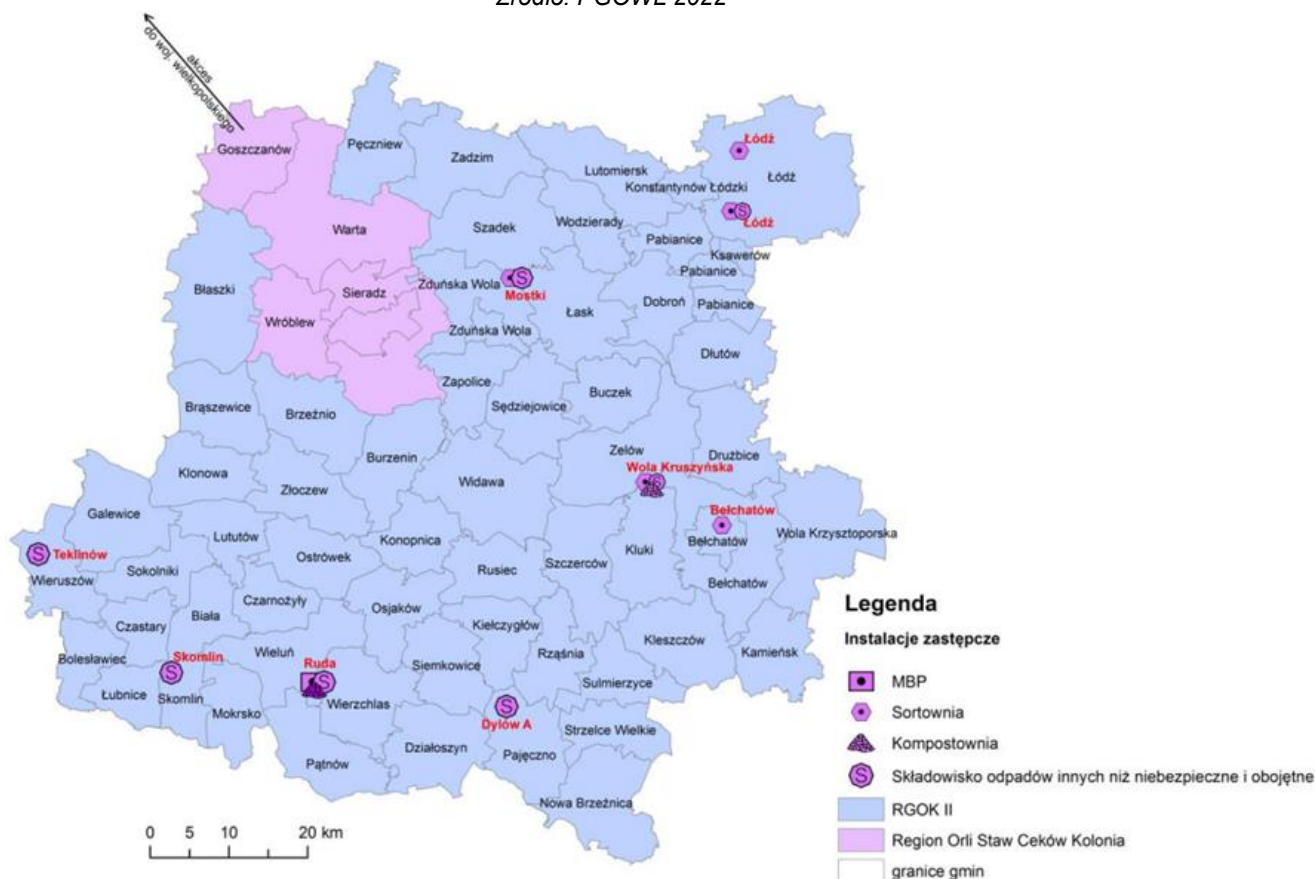 akces
do woj. wielkopolskiego
Goszczanów
Pęczniew
Zadzim
Lutomiersk
Łódź
Łódź
Konstantynów Łódzki
Warta
Szadek
Wodzierady
Łódź
Pabianice
Ksawerów
Błaszki
Sieradz
Zduńska Wola
Pabianice
Mostki
Wróblew
Łask
Dobroń
Pabianice
Zduńska Wola
Dłutów
Brąszewice
Brzeźnio
Zapolice
Sędziejowice
Buczek
Klonowa
Burzenin
Zelów
Drużbice
Złoczew
Widawa
Wola Kruszyńska
Galewice
Bełchatów
Lututów
Konopnica
Bełchatów
Wola Krzysztoporska
Teklinów
Ostrówek
Kluki
Wieruszów
Sokolniki
Rusiec
Szczerców
Bełchatów
Czarnożyły
Osjaków
Biała
Czastary
Kiełczygłów
Kleszczów
Wieluń
Rząśnia
Kamieńsk
Bolesławiec
Skomlin
Ruda
Siemkowice
Sulmierzyce
Łubnice
Skomlin
Wierzchlas
Mokrsko
Dylów A
Strzelce Wielkie
Działoszyn
Pajęczno
Pątnów
Nowa Brzeźnica
0 5 10 20 km
Legenda
Instalacje zastępcze
MBP
Sortownia
Kompostownia
S Składowisko odpadów innych niż niebezpieczne i obojętne
RGOK II
Region Orli Staw Ceków Kolonia
granice gmin